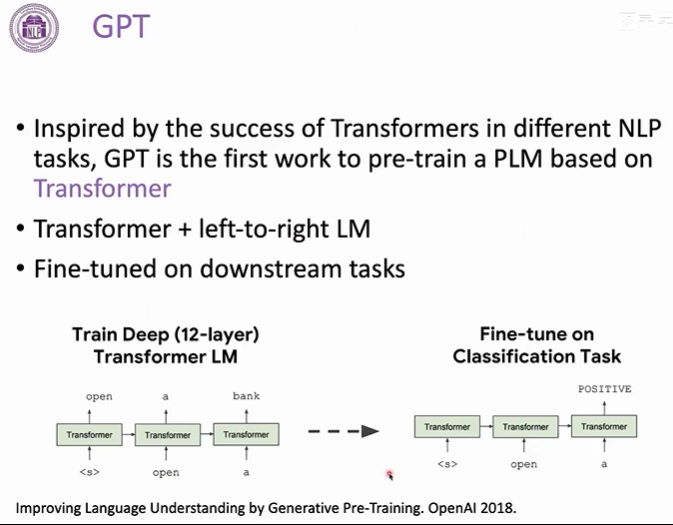 NLP
GPT
• Inspired by the success of Transformers in different NLP
tasks, GPT is the first work to pre-train a PLM based on
Transformer
• Transformer + left-to-right LM
• Fine-tuned on downstream tasks
Train Deep (12-layer)
Transformer LM
open a bank
Transformer Transformer Transformer
<s> open a
Fine-tune on
Classification Task
POSITIVE
Transformer Transformer Transformer
<s> open a
Improving Language Understanding by Generative Pre-Training. OpenAI 2018.